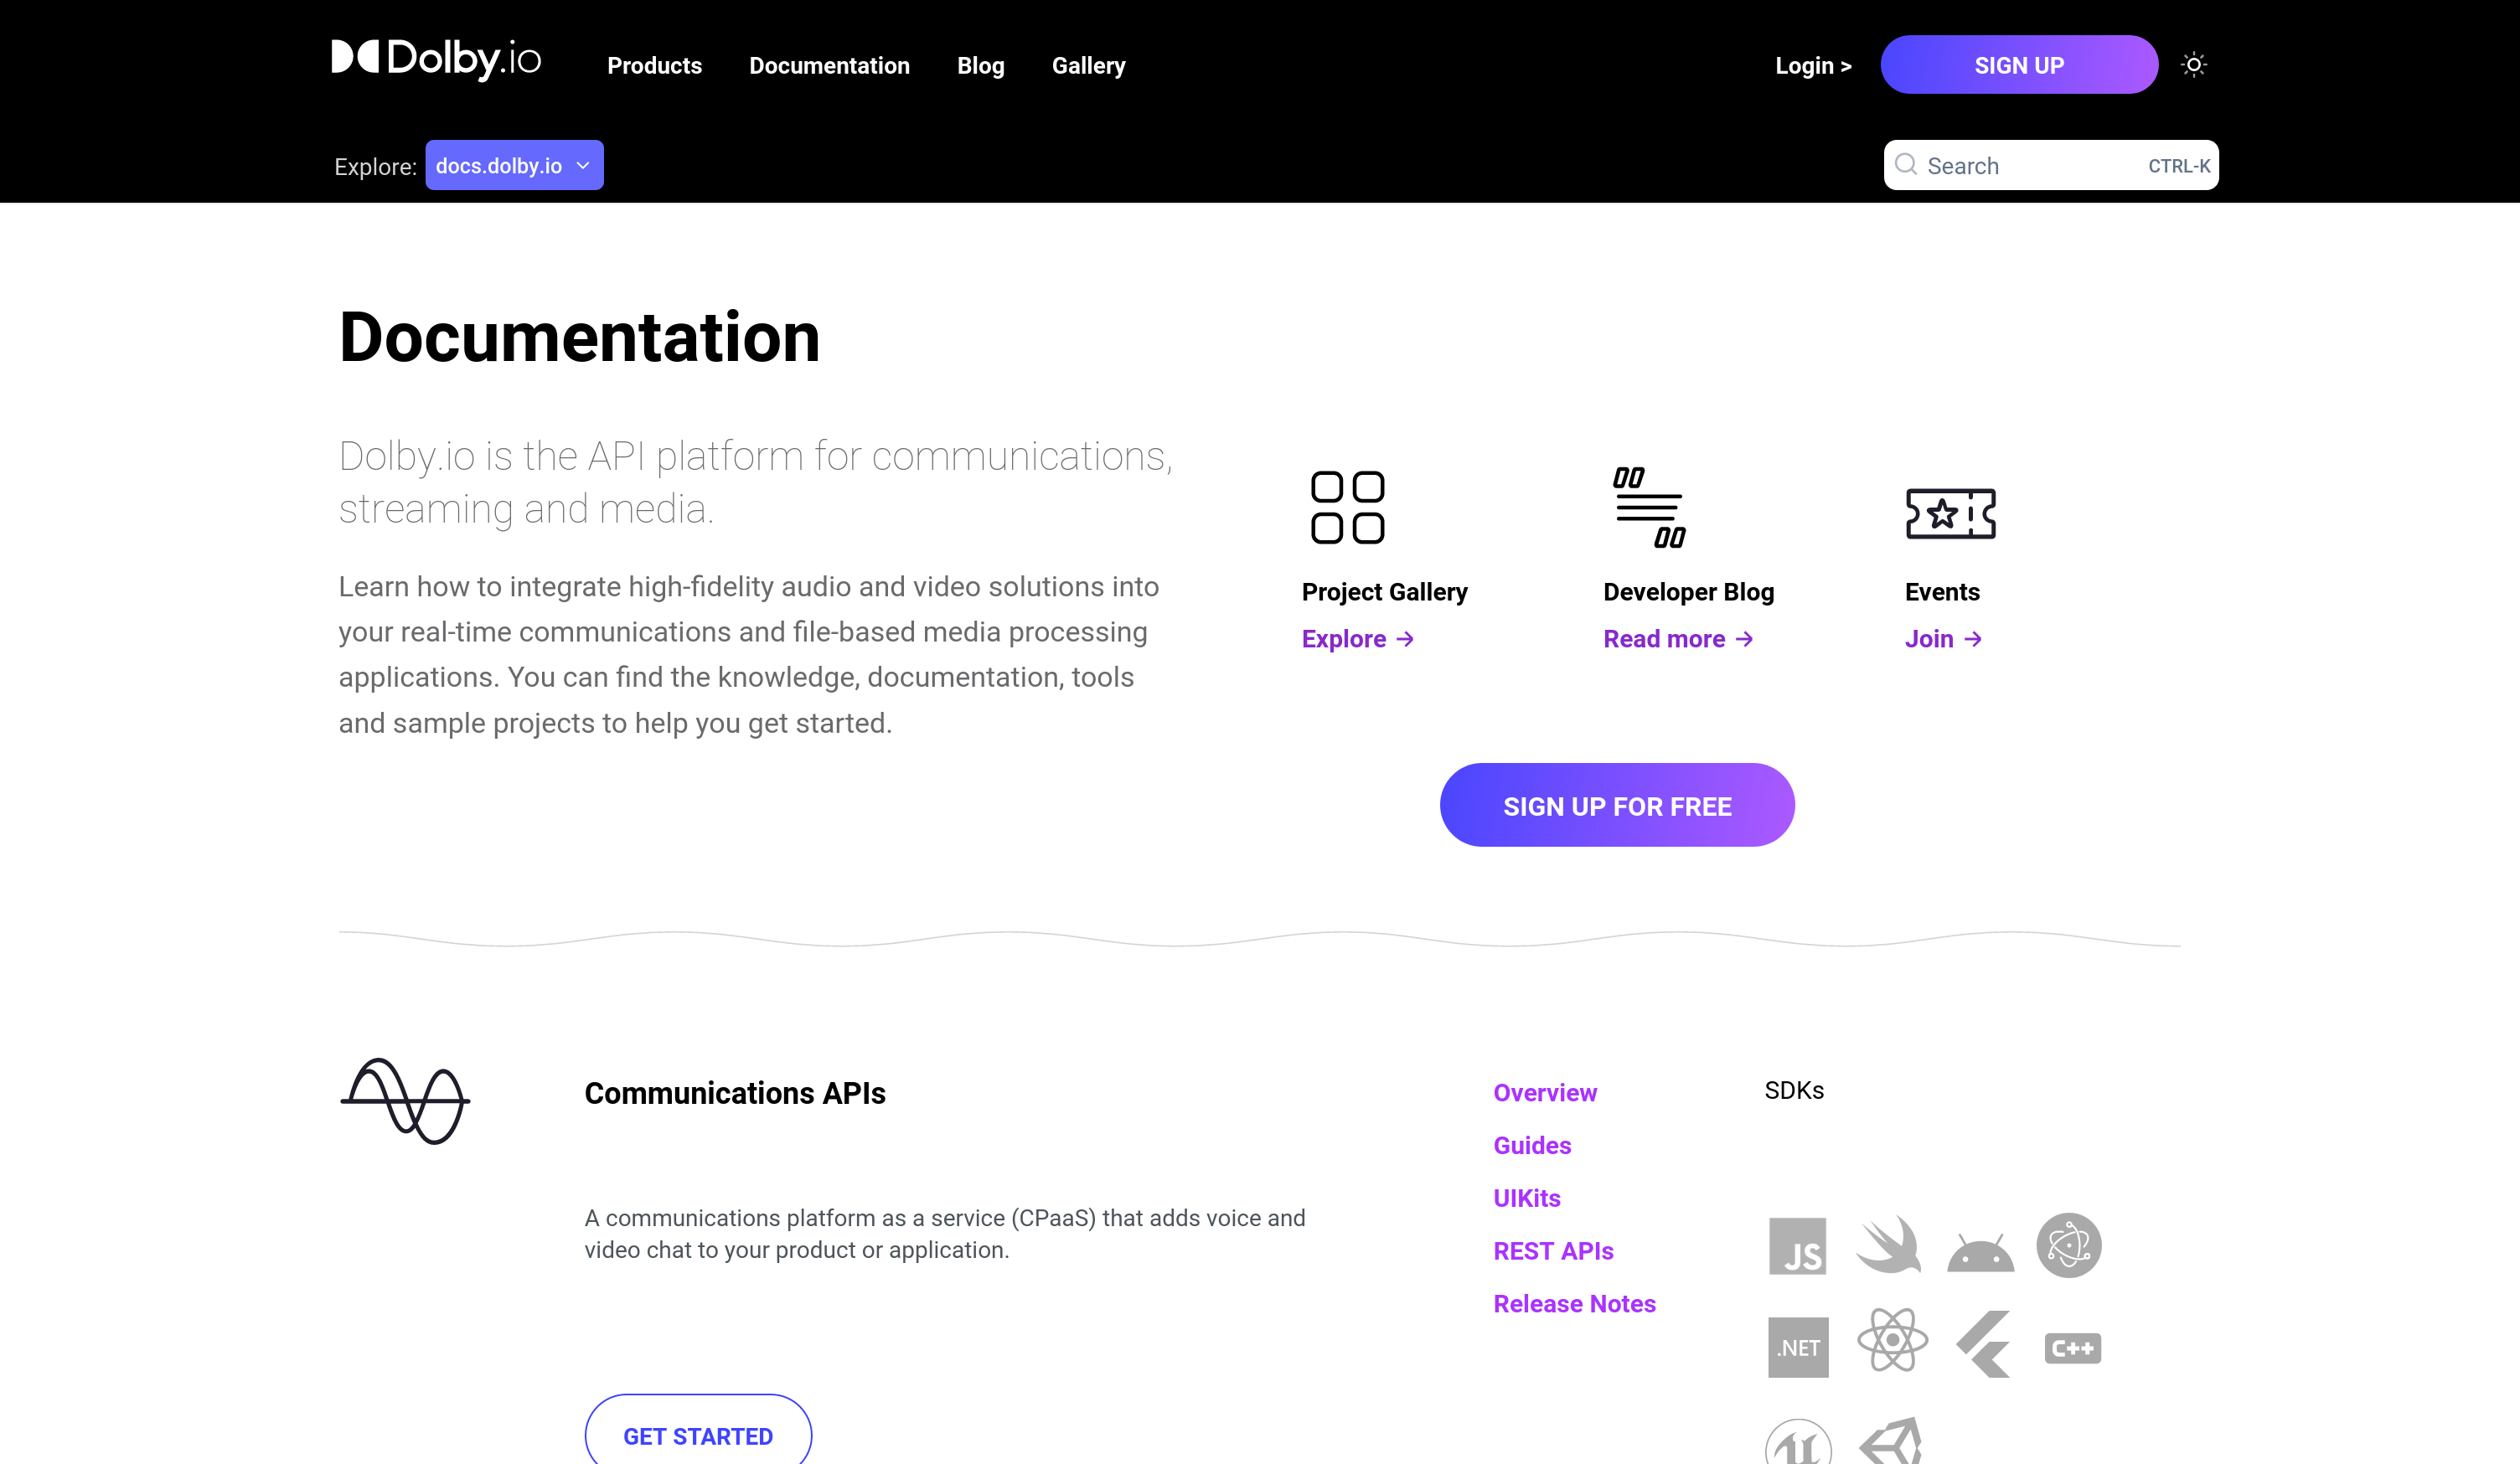 Dolby.io
Products
Documentation
Blog
Gallery
Login >
SIGN UP
Explore:
docs.dolby.io
Search
CTRL-K
Documentation
Dolby.io is the API platform for communications,
streaming and media.
Learn how to integrate high-fidelity audio and video solutions into
your real-time communications and file-based media processing
applications. You can find the knowledge, documentation, tools
and sample projects to help you get started.
Project Gallery
Explore →
Developer Blog
Read more →
Events
Join →
SIGN UP FOR FREE
Communications APIs
A communications platform as a service (CPaaS) that adds voice and
video chat to your product or application.
GET STARTED
Overview
Guides
UIKits
REST APIs
Release Notes
SDKs
JS
.NET
C++